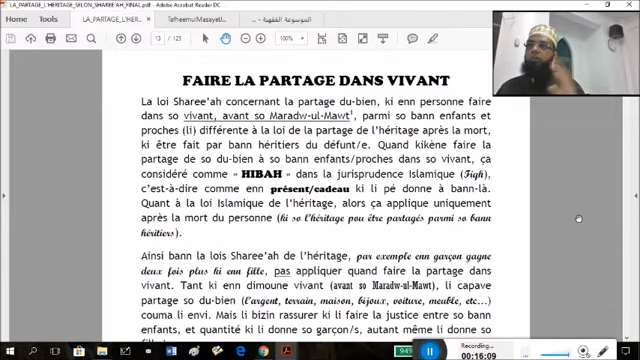 LA_PARTAGE_L'HERITAGE_SELON_SHAREE'AH_FINAL.pdf - Adobe Acrobat Reader DC
Home Tools LA_PARTAGE_L'HER... × TafheemulMasayell... الموسوعة الفقهية - ...
13 / 125 100%
FAIRE LA PARTAGE DANS VIVANT
La loi Sharee'ah concernant la partage du-bien, ki enn personne faire
dans so vivant, avant so Maradw-ul-Mawt¹, parmi so bann enfants et
proches (li) différente à la loi de la partage de l'héritage après la mort,
ki être fait par bann héritiers du défunt/e. Quand kikène faire la
partage de so du-bien à so bann enfants/proches dans so vivant, ça
considéré comme « HIBAH » dans la jurisprudence Islamique (Fiqh),
c'est-à-dire comme enn présent/cadeau ki li pé donne à bann-là.
Quant à la loi Islamique de l'héritage, alors ça applique uniquement
après la mort du personne (ki so l'héritage pou être partagés parmi so bann
héritiers).
Ainsi bann la lois Sharee'ah de l'héritage, par exemple enn garçon gagne
deux fois plus ki enn fille, pas appliquer quand faire la partage dans
vivant. Tant ki enn dimoune vivant (avant so Maradw-ul-Mawt), li capave
partage so du-bien (l'argent, terrain, maison, bijoux, voiture, meuble, etc...)
couma li envi. Mais li bizin rassurer ki li faire la justice entre so bann
enfants, et quantité ki li donne so garçon/s, autant même li donne so
Recording...
00:16:09
94%